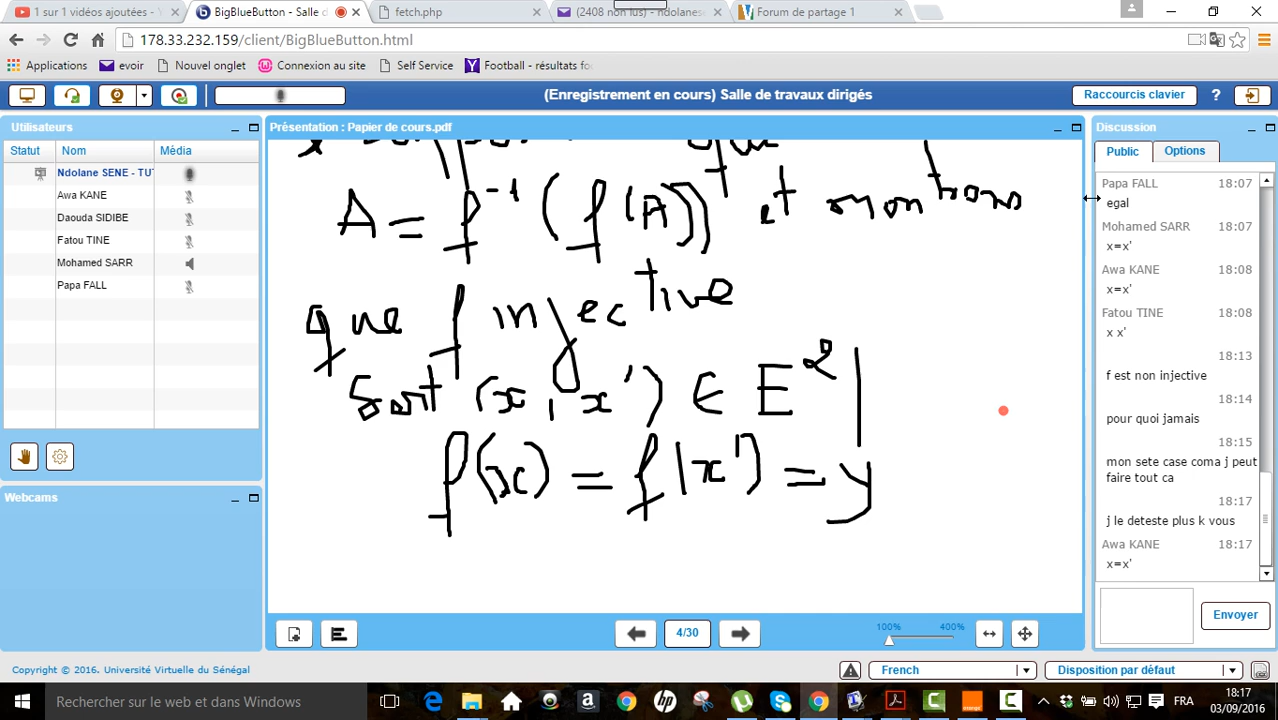 1 sur 1 vidéos ajoutées -
BigBlueButton - Salle d
fetch.php
(2408 non lus) - ndolanese
Forum de partage 1
178.33.232.159/client/BigBlueButton.html
Applications
evoir
Nouvel onglet
Connexion au site
Self Service
Football - résultats fo
(Enregistrement en cours) Salle de travaux dirigés
Raccourcis clavier
?
Utilisateurs
Statut Nom Média
Ndolane SENE - TUT
Awa KANE
Daouda SIDIBE
Fatou TINE
Mohamed SARR
Papa FALL
Webcams
Présentation : Papier de cours.pdf
A = f⁻¹(f(A)) et montrons
que f injective
Soit (x, x') ∈ E² |
f(x) = f(x') = y
4/30
100% 400%
Discussion
Public Options
Papa FALL 18:07
egal
Mohamed SARR 18:07
x=x'
Awa KANE 18:08
x=x'
Fatou TINE 18:08
x x'
18:13
f est non injective
18:14
pour quoi jamais
18:15
mon sete case coma j peut
faire tout ca
18:17
j le deteste plus k vous
Awa KANE 18:17
x=x'
Envoyer
Copyright © 2016. Université Virtuelle du Sénégal
French
Disposition par défaut
Rechercher sur le web et dans Windows
FRA
18:17
03/09/2016